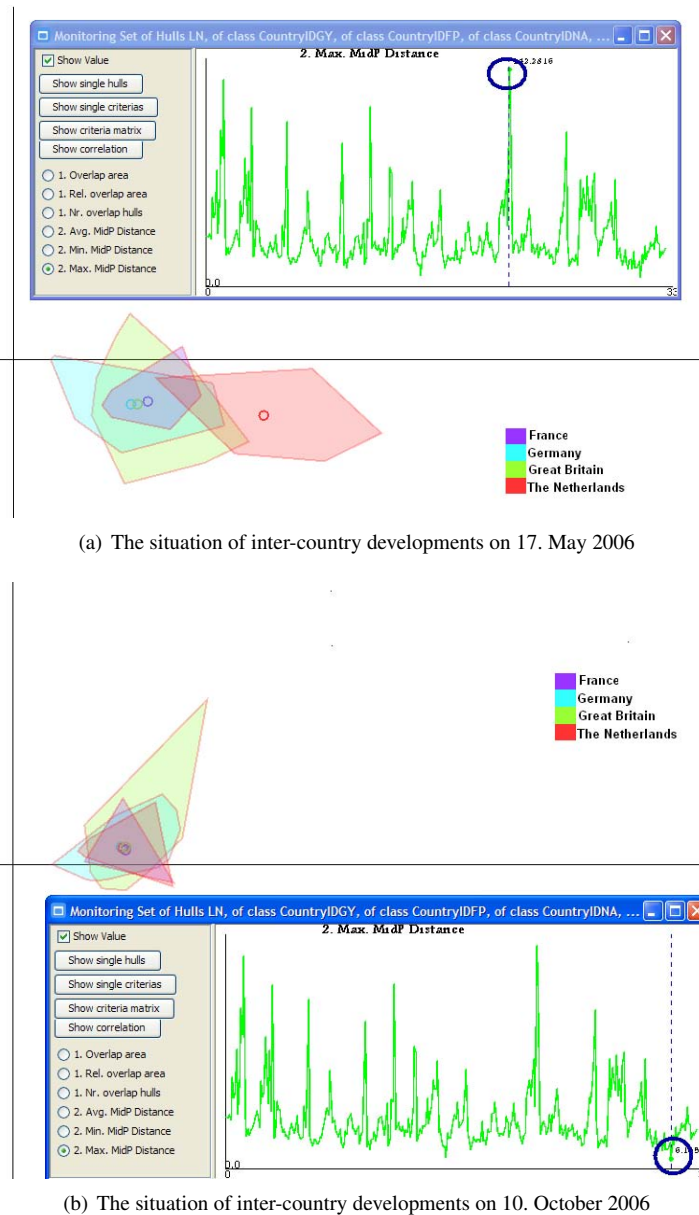 Monitoring Set of Hulls LN, of class CountryIDGY, of class CountryIDFP, of class CountryIDNA, ...
Show Value
Show single hulls
Show single criterias
Show criteria matrix
Show correlation
1. Overlap area
1. Rel. overlap area
1. Nr. overlap hulls
2. Avg. MidP Distance
2. Min. MidP Distance
2. Max. MidP Distance
2. Max. MidP Distance
0.0
0
33
France
Germany
Great Britain
The Netherlands
(a) The situation of inter-country developments on 17. May 2006
France
Germany
Great Britain
The Netherlands
Monitoring Set of Hulls LN, of class CountryIDGY, of class CountryIDFP, of class CountryIDNA, ...
Show Value
Show single hulls
Show single criterias
Show criteria matrix
Show correlation
1. Overlap area
1. Rel. overlap area
1. Nr. overlap hulls
2. Avg. MidP Distance
2. Min. MidP Distance
2. Max. MidP Distance
2. Max. MidP Distance
0.0
(b) The situation of inter-country developments on 10. October 2006